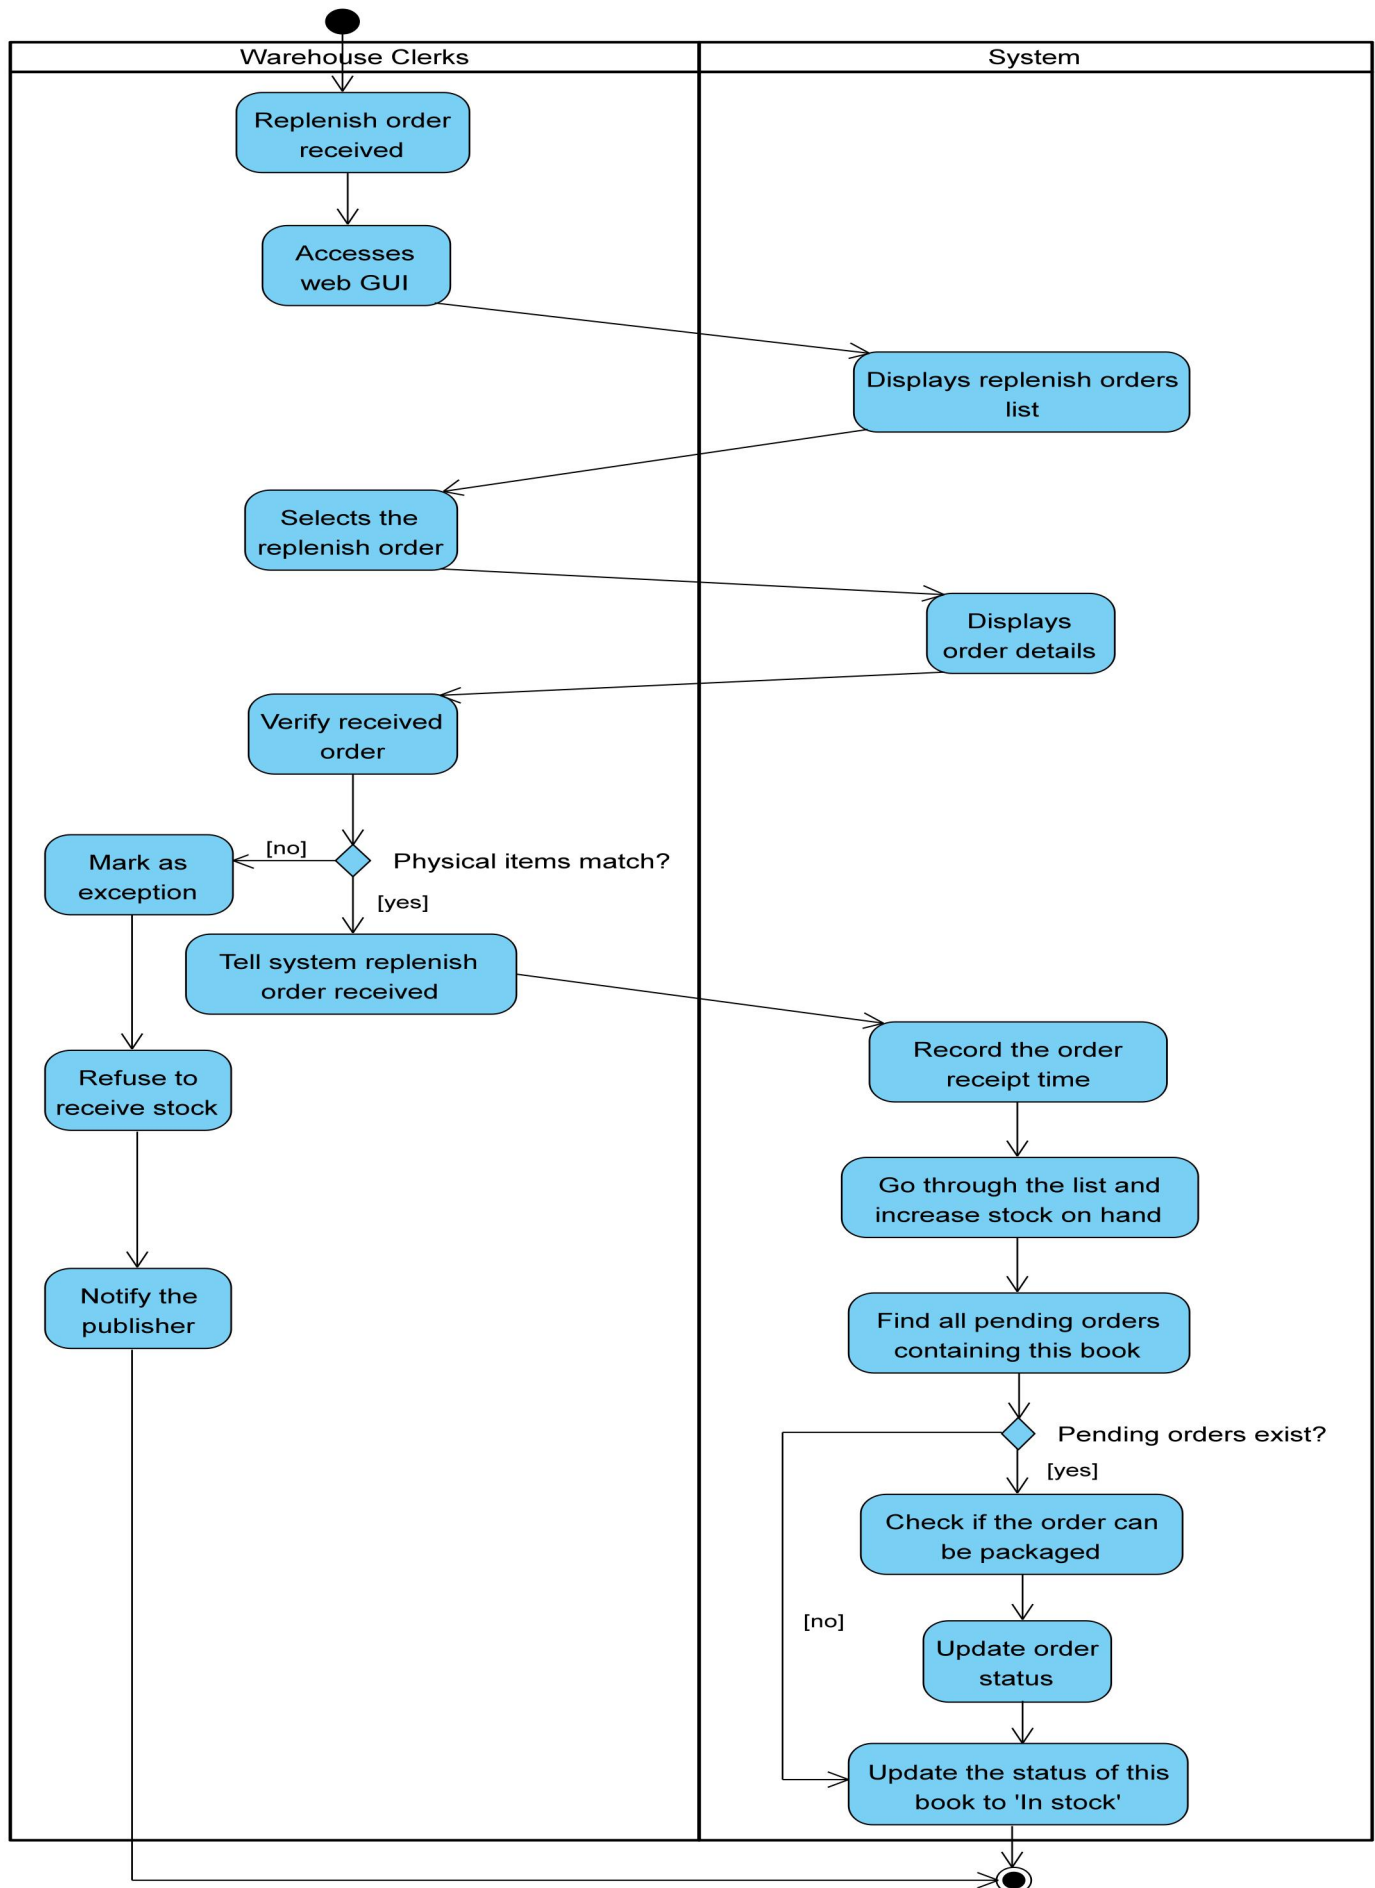 Warehouse Clerks
System
Replenish order
received
Accesses
web GUI
Displays replenish orders
list
Selects the
replenish order
Displays
order details
Verify received
order
[no]
Physical items match?
Mark as
exception
[yes]
Tell system replenish
order received
Record the order
receipt time
Refuse to
receive stock
Go through the list and
increase stock on hand
Notify the
publisher
Find all pending orders
containing this book
Pending orders exist?
[yes]
Check if the order can
be packaged
[no]
Update order
status
Update the status of this
book to 'In stock'